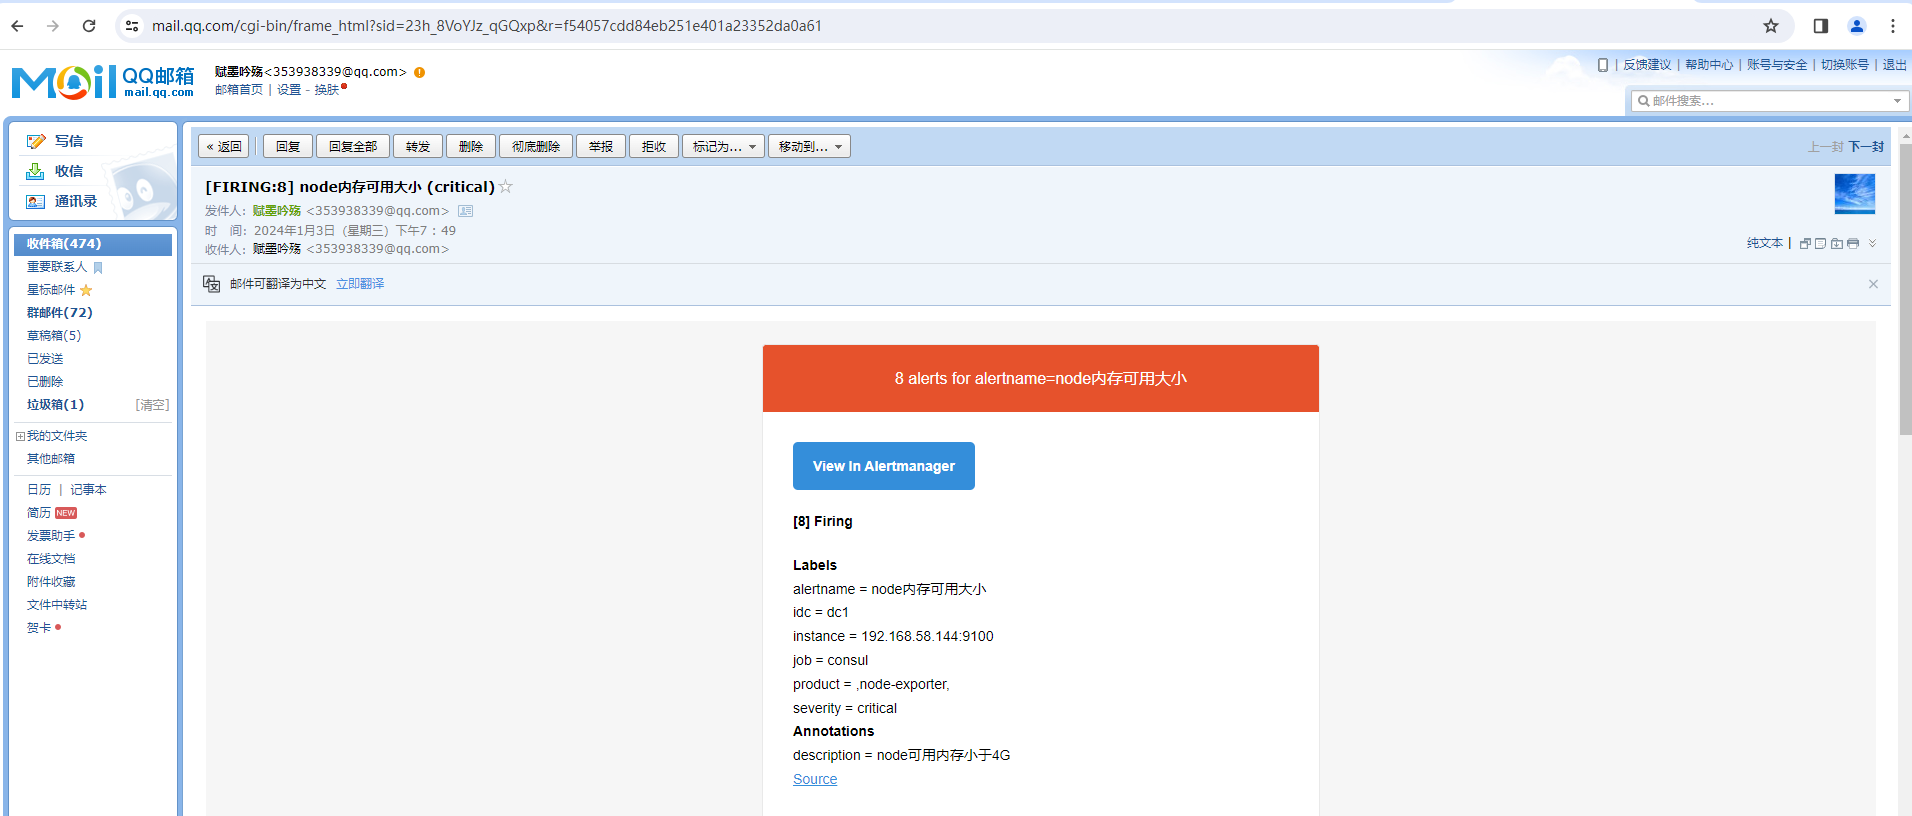 mail.qq.com/cgi-bin/frame_html?sid=23h_8VoYJz_qGQxp&r=f54057cdd84eb251e401a23352da0a61
Mail QQ邮箱
mail.qq.com
赋墨吟殇<353938339@qq.com>
邮箱首页 | 设置 - 换肤
| 反馈建议 | 帮助中心 | 账号与安全 | 切换账号 | 退出
邮件搜索...
写信
收信
通讯录
收件箱(474)
重要联系人
星标邮件
群邮件(72)
草稿箱(5)
已发送
已删除
垃圾箱(1) [清空]
我的文件夹
其他邮箱
日历 | 记事本
简历 NEW
发票助手
在线文档
附件收藏
文件中转站
贺卡
« 返回 回复 回复全部 转发 删除 彻底删除 举报 拒收 标记为... 移动到... 上一封 下一封
[FIRING:8] node内存可用大小 (critical)
发件人：赋墨吟殇 <353938339@qq.com>
时 间：2024年1月3日（星期三）下午7：49
收件人：赋墨吟殇 <353938339@qq.com>
纯文本 |
邮件可翻译为中文 立即翻译
8 alerts for alertname=node内存可用大小
View In Alertmanager
[8] Firing
Labels
alertname = node内存可用大小
idc = dc1
instance = 192.168.58.144:9100
job = consul
product = ,node-exporter,
severity = critical
Annotations
description = node可用内存小于4G
Source